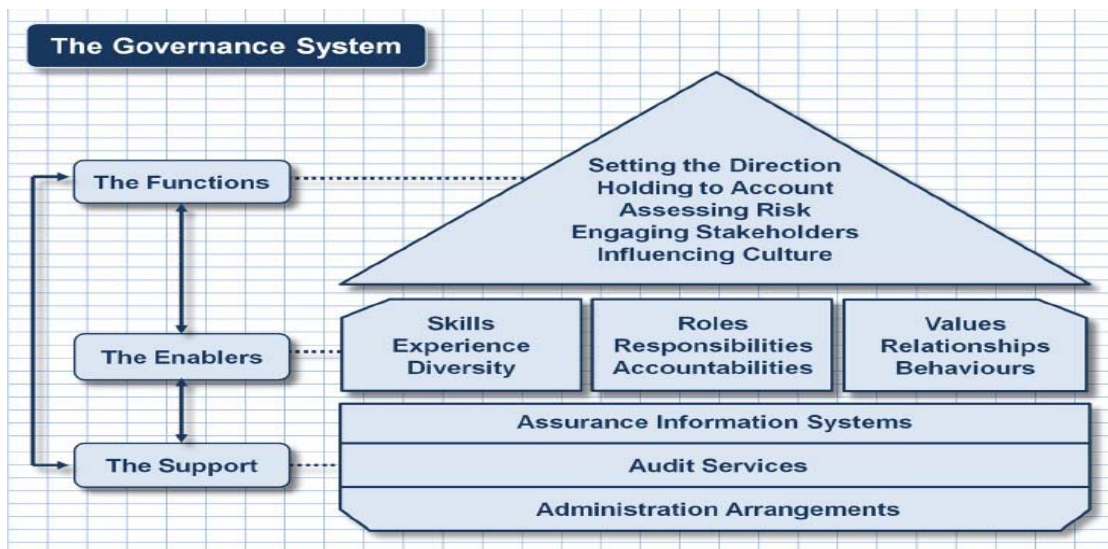 The Governance System
The Functions
Setting the Direction
Holding to Account
Assessing Risk
Engaging Stakeholders
Influencing Culture
The Enablers
Skills
Experience
Diversity
Roles
Responsibilities
Accountabilities
Values
Relationships
Behaviours
The Support
Assurance Information Systems
Audit Services
Administration Arrangements